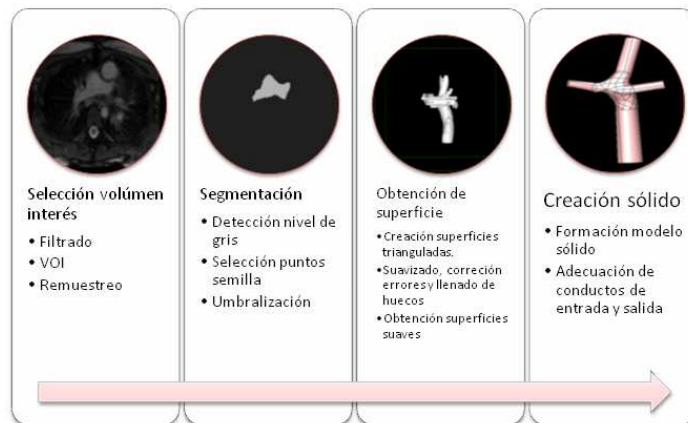 Selección volúmen
interés
• Filtrado
• VOI
• Remuestreo
Segmentación
• Detección nivel de
gris
• Selección puntos
semilla
• Umbralización
Obtención de
superficie
• Creación superficies
trianguladas.
• Suavizado, correción
errores y llenado de
huecos
• Obtención superficies
suaves
Creación sólido
• Formación modelo
sólido
• Adecuación de
conductos de
entrada y salida